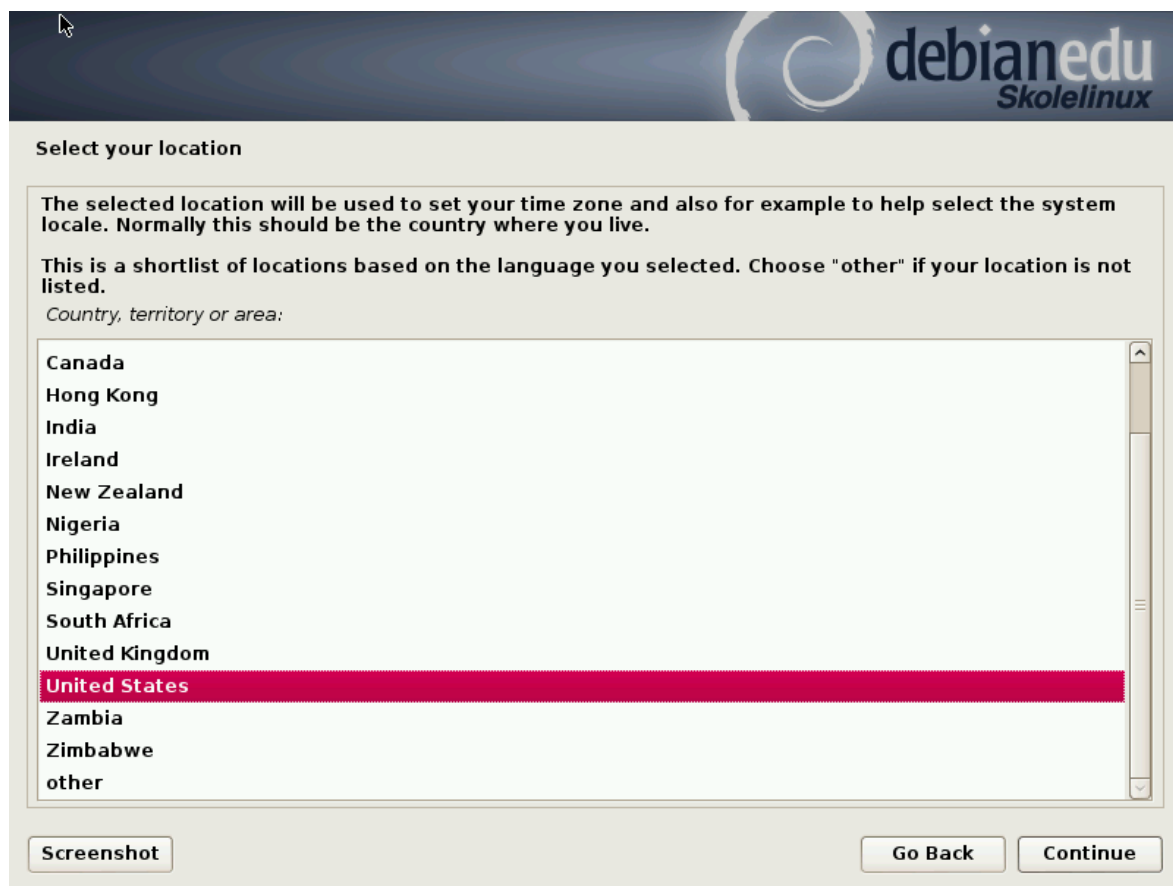 debianedu
Skolelinux
Select your location
The selected location will be used to set your time zone and also for example to help select the system
locale. Normally this should be the country where you live.
This is a shortlist of locations based on the language you selected. Choose "other" if your location is not
listed.
Country, territory or area:
Canada
Hong Kong
India
Ireland
New Zealand
Nigeria
Philippines
Singapore
South Africa
United Kingdom
United States
Zambia
Zimbabwe
other
Screenshot
Go Back
Continue